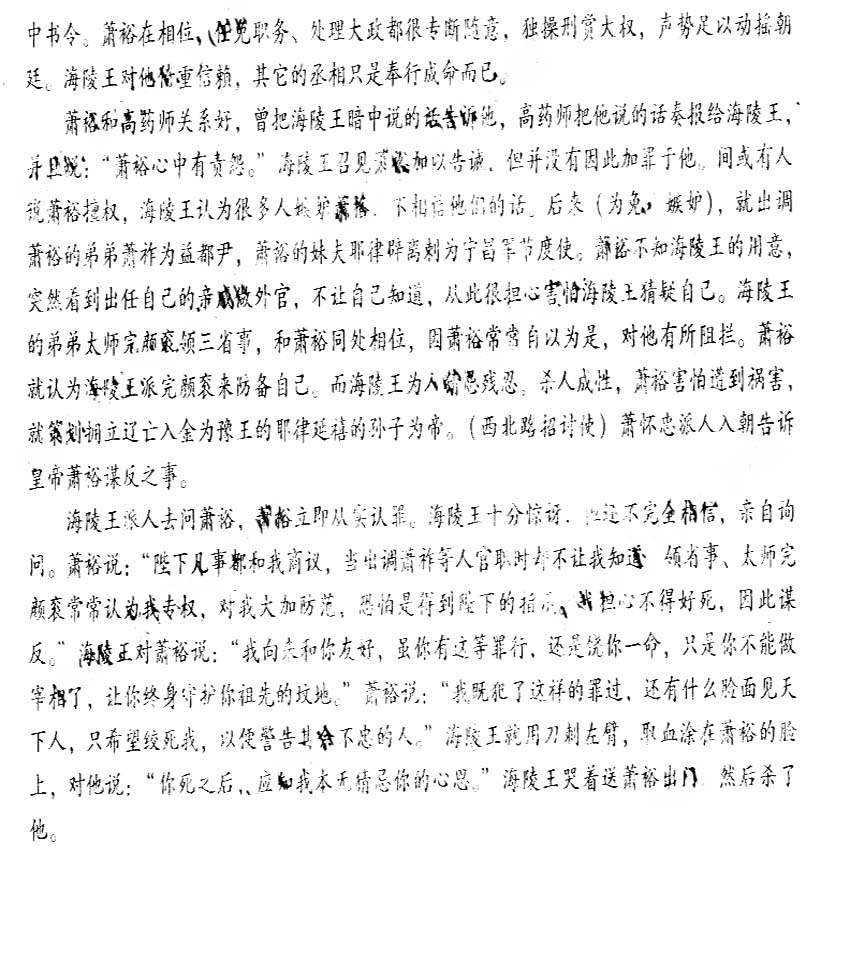 中书令。萧裕在相位，任免职务、处理大政都很专断随意，独操刑赏大权，声势足以动摇朝
廷。海陵王对他倚重信赖，其它的丞相只是奉行成命而已。
萧裕和高药师关系好，曾把海陵王暗中说的话告诉他，高药师把他说的话奏报给海陵王，
并且说：“萧裕心中有责怨。”海陵王召见萧裕加以告诫，但并没有因此加罪于他。间或有人
说萧裕擅权，海陵王认为很多人嫉妒萧裕，不相信他们的话。后来（为免嫉妒），就出调
萧裕的弟弟萧祚为益都尹，萧裕的妹夫耶律辟离剌为宁昌军节度使。萧裕不知海陵王的用意，
突然看到出任自己的亲戚做外官，不让自己知道，从此很担心害怕海陵王猜疑自己。海陵王
的弟弟太师完颜衮领三省事，和萧裕同处相位，因萧裕常常自以为是，对他有所阻拦。萧裕
就认为海陵王派完颜衮来防备自己。而海陵王为人猜忌残忍，杀人成性，萧裕害怕遭到祸害，
就策划拥立辽亡入金为豫王的耶律延禧的孙子为帝。（西北路招讨使）萧怀忠派人入朝告诉
皇帝萧裕谋反之事。
海陵王派人去问萧裕，萧裕立即从实认罪。海陵王十分惊讶，但还不完全相信，亲自询
问。萧裕说：“陛下凡事都和我商议，当出调萧祚等人官职时却不让我知道 领省事、太师完
颜衮常常认为我专权，对我大加防范，恐怕是得到陛下的指 、我担心不得好死，因此谋
反。”海陵王对萧裕说：“我向来和你友好，虽你有这等罪行，还是饶你一命，只是你不能做
宰相了，让你终身守护你祖先的坟地。”萧裕说：“我既犯了这样的罪过，还有什么脸面见天
下人，只希望绞死我，以便警告其余不忠的人。”海陵王就用刀刺左臂，取血涂在萧裕的脸
上，对他说：“你死之后、，应知我本无猜忌你的心思。”海陵王哭着送萧裕出门 然后杀了
他。